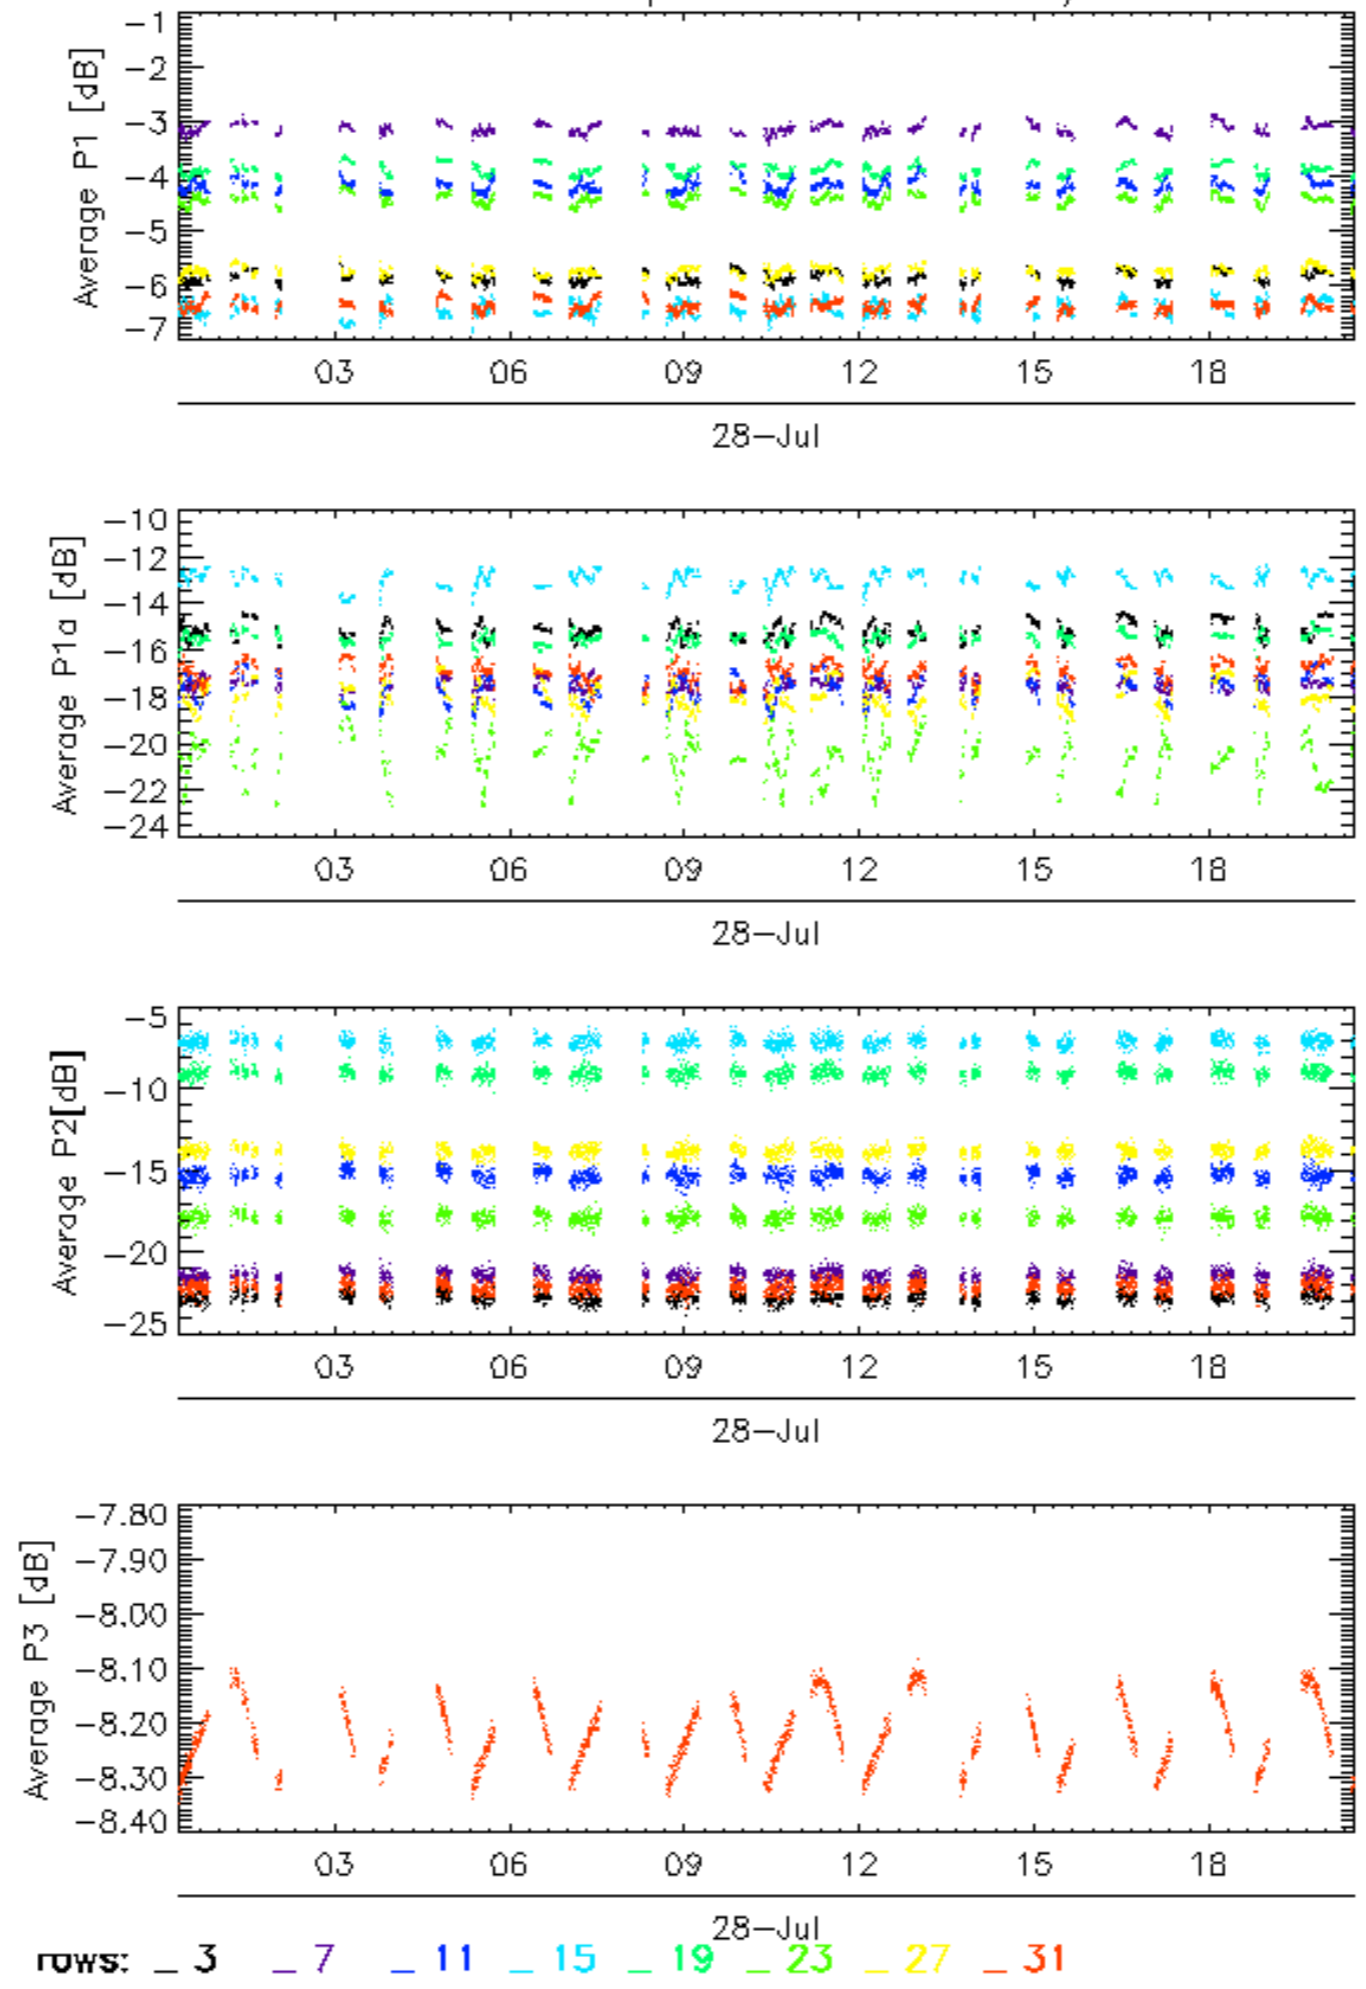 -1
-2
-3
-4
-5
-6
-7
Average P1 [dB]
03 06 09 12 15 18
28-Jul
-10
-12
-14
-16
-18
-20
-22
-24
Average P1a [dB]
03 06 09 12 15 18
28-Jul
-5
-10
-15
-20
-25
Average P2[dB]
03 06 09 12 15 18
28-Jul
-7.80
-7.90
-8.00
-8.10
-8.20
-8.30
-8.40
Average P3 [dB]
03 06 09 12 15 18
28-Jul
rows: _ 3 _ 7 _ 11 _ 15 _ 19 _ 23 _ 27 _ 31